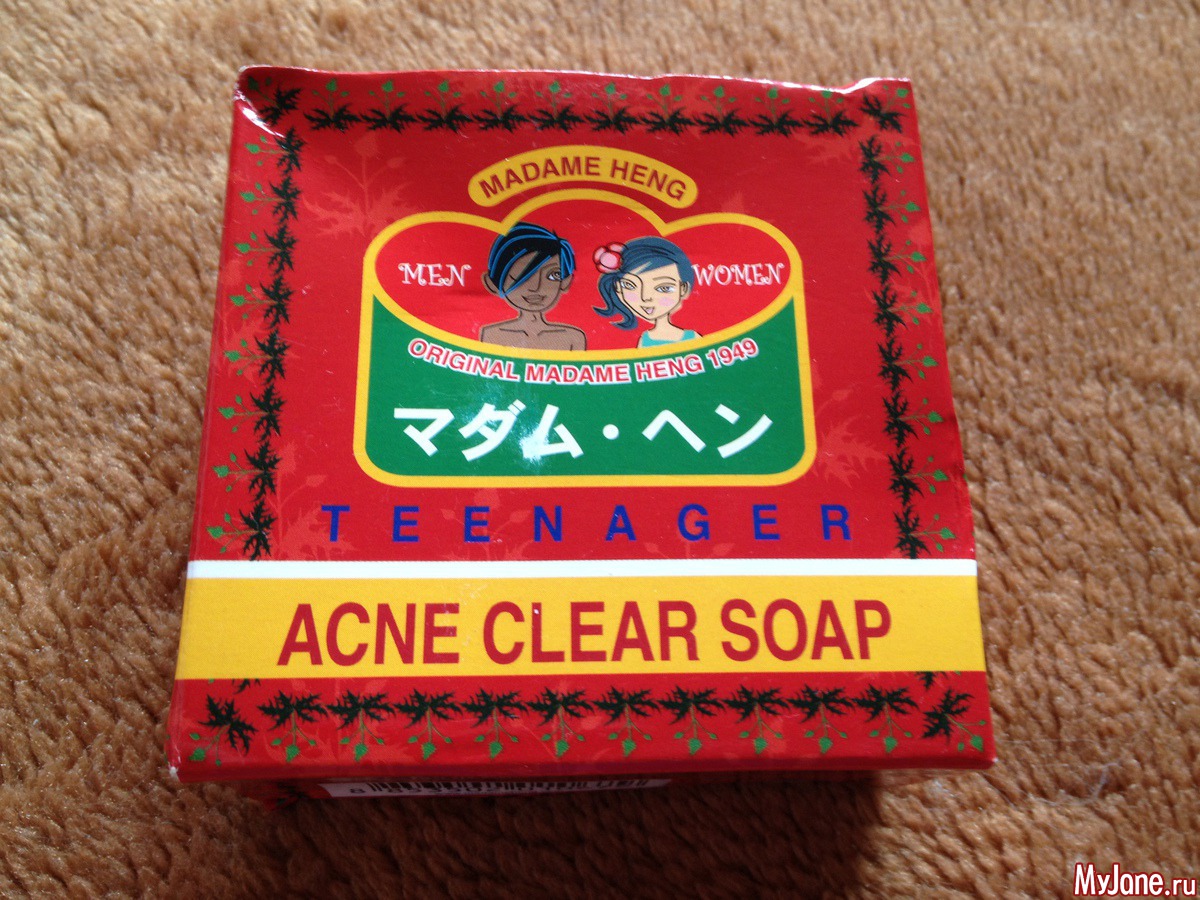 MADAME HENG
MEN
WOMEN
ORIGINAL MADAME HENG 1949
マダム・ヘン
TEENAGER
ACNE CLEAR SOAP
MyJane.ru